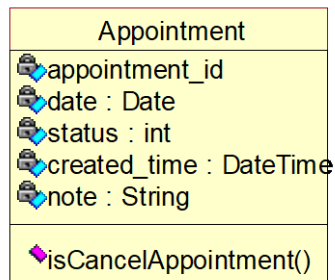 Appointment
appointment_id
date : Date
status : int
created_time : DateTime
note : String
isCancelAppointment()